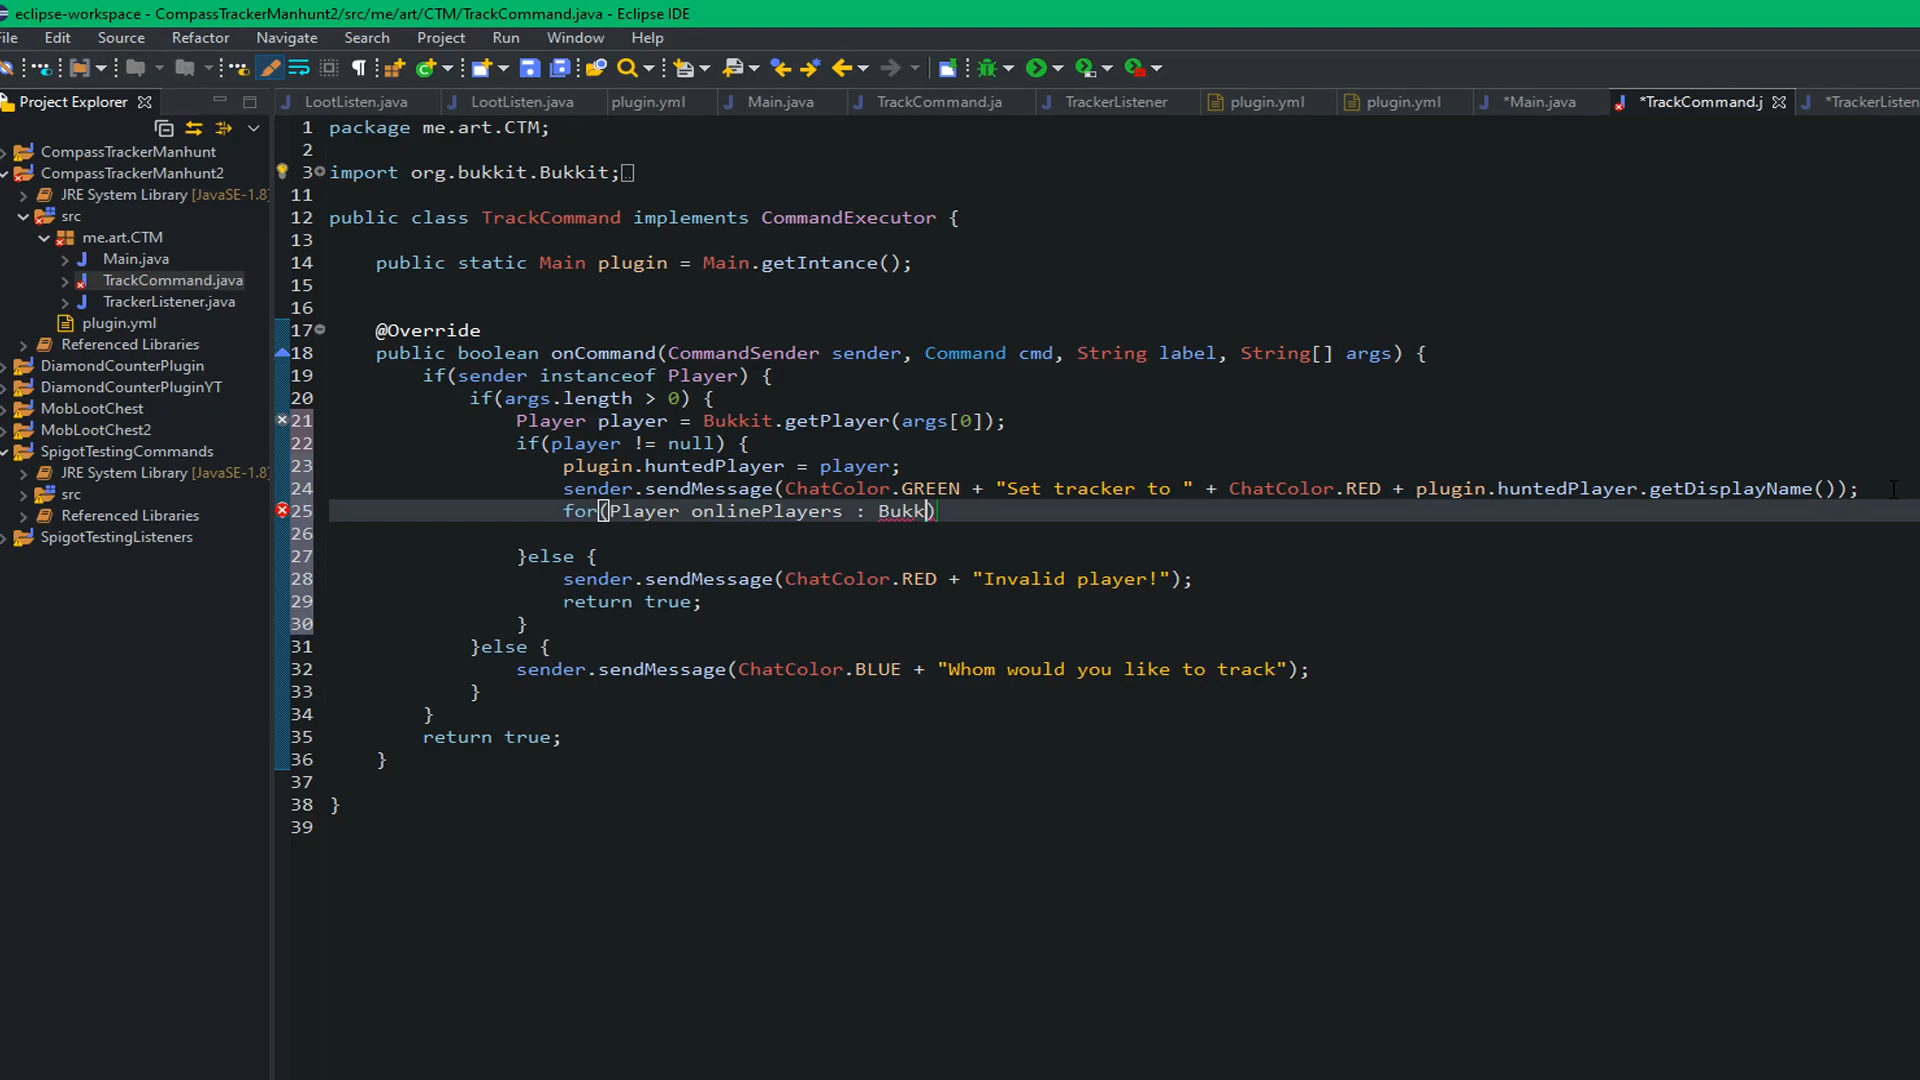 eclipse-workspace - CompassTrackerManhunt2/src/me/art/CTM/TrackCommand.java - Eclipse IDE
ile Edit Source Refactor Navigate Search Project Run Window Help
Project Explorer
LootListen.java LootListen.java plugin.yml Main.java TrackCommand.ja TrackerListener plugin.yml plugin.yml *Main.java *TrackCommand.j *TrackerListen
CompassTrackerManhunt
CompassTrackerManhunt2
JRE System Library [JavaSE-1.8]
src
me.art.CTM
Main.java
TrackCommand.java
TrackerListener.java
plugin.yml
Referenced Libraries
DiamondCounterPlugin
DiamondCounterPluginYT
MobLootChest
MobLootChest2
SpigotTestingCommands
JRE System Library [JavaSE-1.8]
src
Referenced Libraries
SpigotTestingListeners
1 package me.art.CTM;
2
3 import org.bukkit.Bukkit;
11
12 public class TrackCommand implements CommandExecutor {
13
14 public static Main plugin = Main.getIntance();
15
16
17 @Override
18 public boolean onCommand(CommandSender sender, Command cmd, String label, String[] args) {
19 if(sender instanceof Player) {
20 if(args.length > 0) {
21 Player player = Bukkit.getPlayer(args[0]);
22 if(player != null) {
23 plugin.huntedPlayer = player;
24 sender.sendMessage(ChatColor.GREEN + "Set tracker to " + ChatColor.RED + plugin.huntedPlayer.getDisplayName());
25 for(Player onlinePlayers : Bukk)
26
27 }else {
28 sender.sendMessage(ChatColor.RED + "Invalid player!");
29 return true;
30 }
31 }else {
32 sender.sendMessage(ChatColor.BLUE + "Whom would you like to track");
33 }
34 }
35 return true;
36 }
37
38 }
39